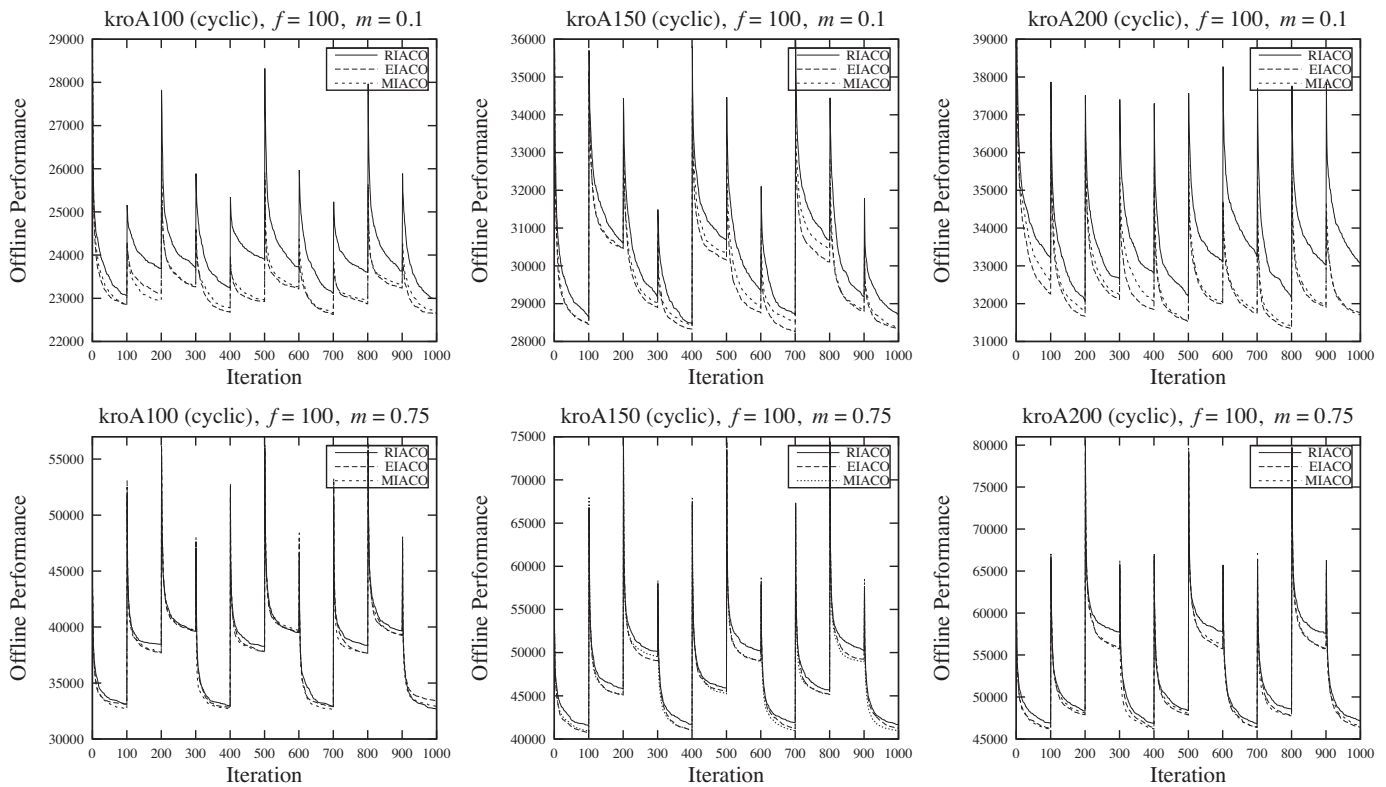 kroA100 (cyclic), f = 100, m = 0.1
29000
28000
27000
26000
25000
24000
23000
22000
Offline Performance
RIACO
EIACO
MIACO
0 100 200 300 400 500 600 700 800 900 1000
Iteration
kroA150 (cyclic), f = 100, m = 0.1
36000
35000
34000
33000
32000
31000
30000
29000
28000
Offline Performance
RIACO
EIACO
MIACO
0 100 200 300 400 500 600 700 800 900 1000
Iteration
kroA200 (cyclic), f = 100, m = 0.1
39000
38000
37000
36000
35000
34000
33000
32000
31000
Offline Performance
RIACO
EIACO
MIACO
0 100 200 300 400 500 600 700 800 900 1000
Iteration
kroA100 (cyclic), f = 100, m = 0.75
55000
50000
45000
40000
35000
30000
Offline Performance
RIACO
EIACO
MIACO
0 100 200 300 400 500 600 700 800 900 1000
Iteration
kroA150 (cyclic), f = 100, m = 0.75
75000
70000
65000
60000
55000
50000
45000
40000
Offline Performance
RIACO
EIACO
MIACO
0 100 200 300 400 500 600 700 800 900 1000
Iteration
kroA200 (cyclic), f = 100, m = 0.75
80000
75000
70000
65000
60000
55000
50000
45000
Offline Performance
RIACO
EIACO
MIACO
0 100 200 300 400 500 600 700 800 900 1000
Iteration